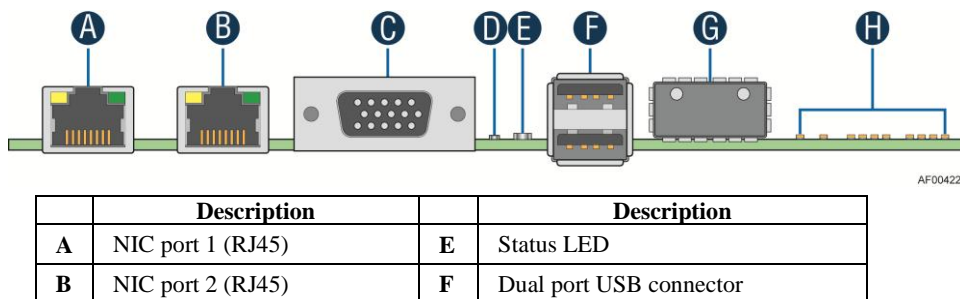 A B C D E F G H
AF00422
Description Description
A NIC port 1 (RJ45) E Status LED
B NIC port 2 (RJ45) F Dual port USB connector